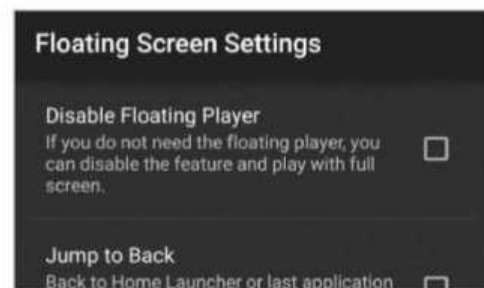 Floating Screen Settings
Disable Floating Player
If you do not need the floating player, you
can disable the feature and play with full
screen.
Jump to Back
Back to Home Launcher or last application